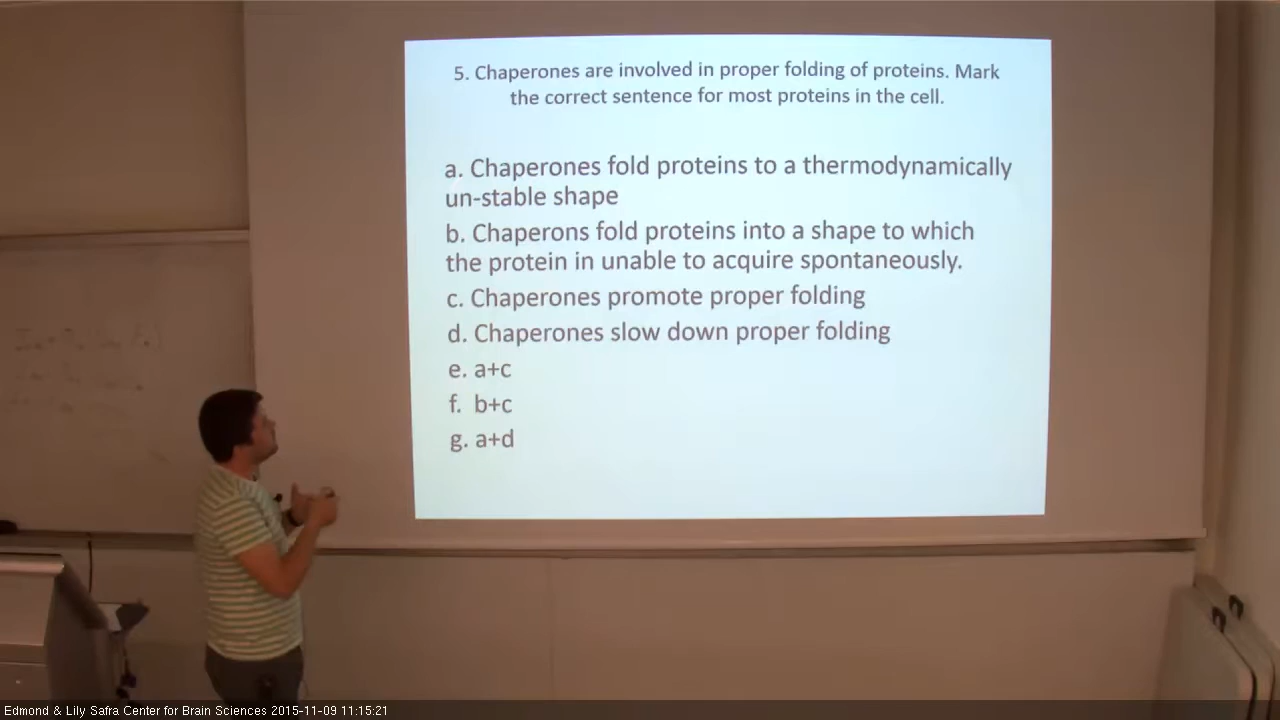 5. Chaperones are involved in proper folding of proteins. Mark
the correct sentence for most proteins in the cell.
a. Chaperones fold proteins to a thermodynamically
un-stable shape
b. Chaperons fold proteins into a shape to which
the protein in unable to acquire spontaneously.
c. Chaperones promote proper folding
d. Chaperones slow down proper folding
e. a+c
f. b+c
g. a+d
Edmond & Lily Safra Center for Brain Sciences 2015-11-09 11:15:21